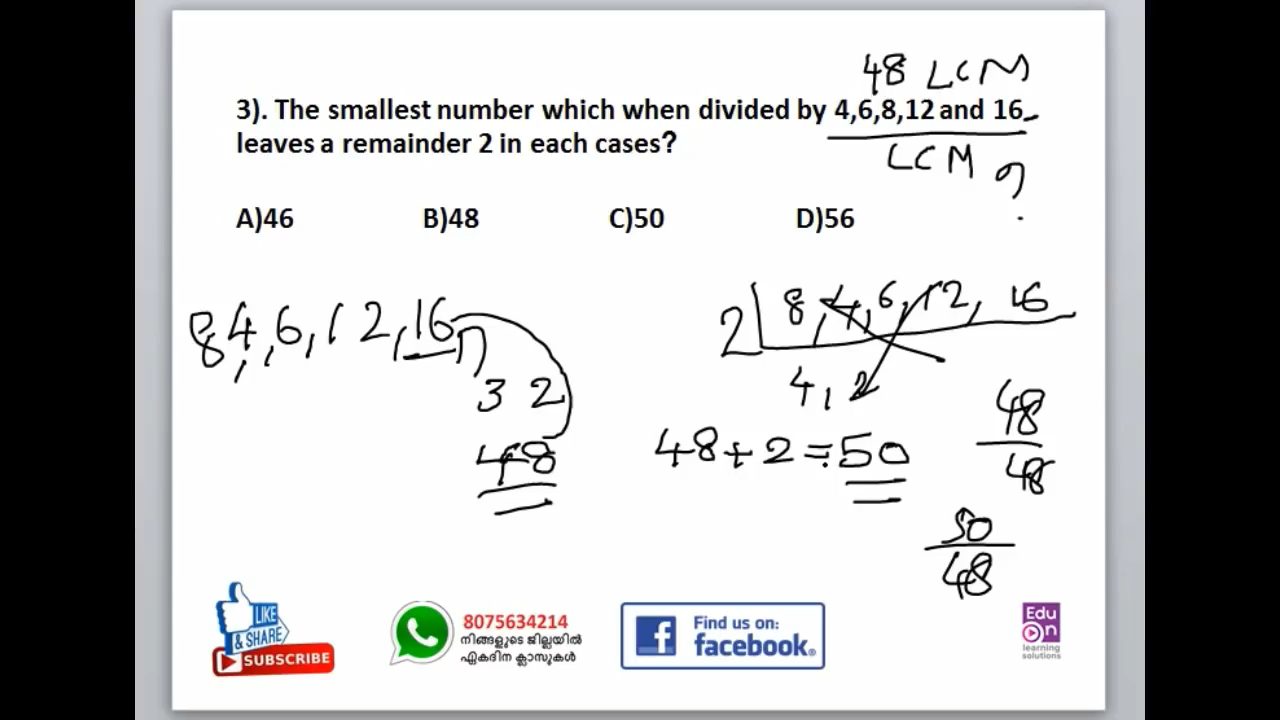 48 LCM
3). The smallest number which when divided by 4,6,8,12 and 16
leaves a remainder 2 in each cases?
LCM ?
A)46 B)48 C)50 D)56
8,4,6,12,16
32
48
2 8,4,6,12, 16
4, 2
48+2=50
48
48
50
48
LIKE
& SHARE
SUBSCRIBE
8075634214
നിങ്ങളുടെ ജില്ലയിൽ
ഏകദിന ക്ലാസുകൾ
Find us on:
facebook®
Edu
On
learning
solutions